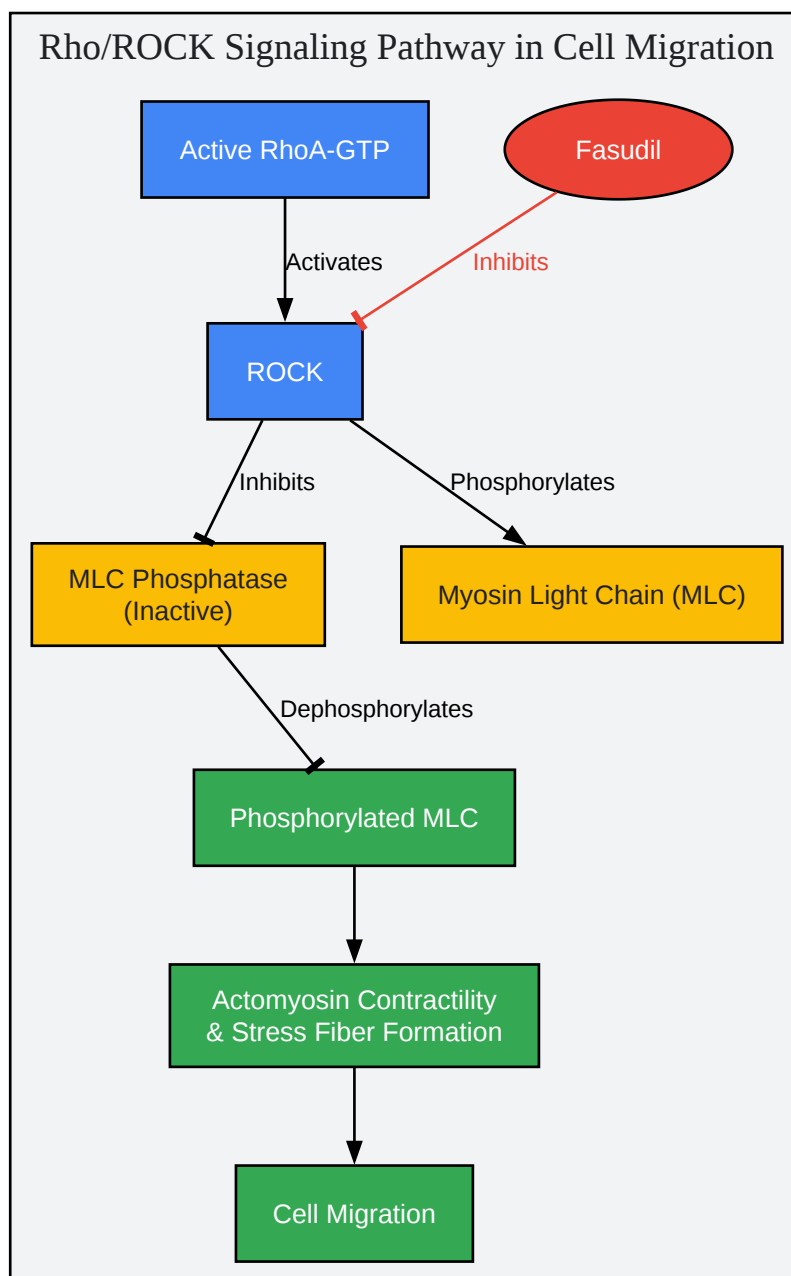 Rho/ROCK Signaling Pathway in Cell Migration
Active RhoA-GTP
Fasudil
Activates
Inhibits
ROCK
Inhibits
Phosphorylates
MLC Phosphatase
(Inactive)
Myosin Light Chain (MLC)
Dephosphorylates
Phosphorylated MLC
Actomyosin Contractility
& Stress Fiber Formation
Cell Migration